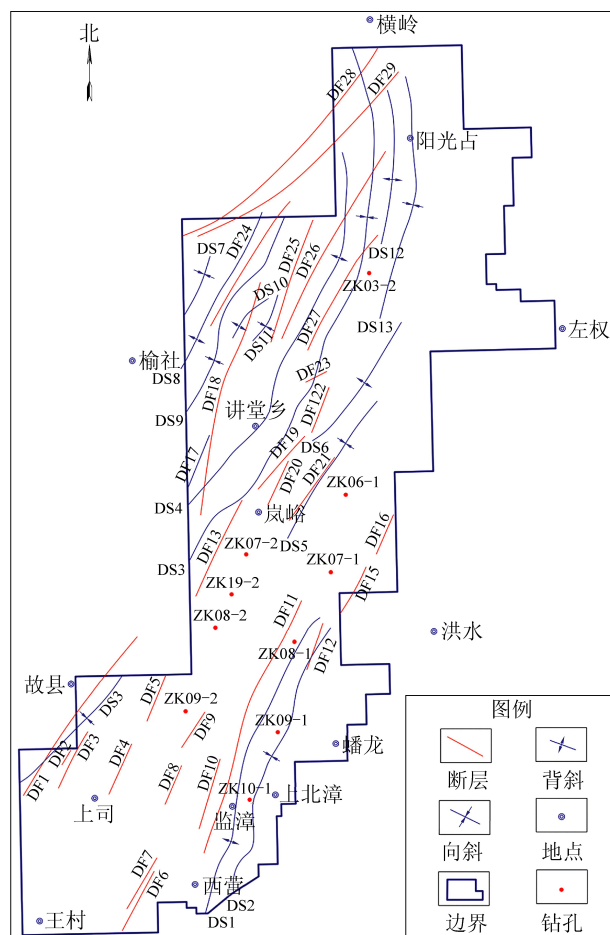 横岭
北
DF28
DF29
阳光占
DS7
DF24
DF25
DF26
DS12
DS10
ZK03-2
DS11
DF27
DS13
左权
榆社
DS8
DF23
DF18
DS9
讲堂乡
DF122
DF19
DS6
DF17
DF20
DF21
ZK06-1
DS4
岚峪
DF16
DF13
ZK07-2
DS5
DS3
ZK07-1
DF15
ZK19-2
DF11
ZK08-2
洪水
ZK08-1
DF12
故县
DS3
DF5
ZK09-2
DF9
ZK09-1
蟠龙
DF2
DF3
DF4
DF1
DF8
DF10
ZK10-1
上北漳
上司
监漳
DF7
DF6
西营
DS2
DS1
王村
图例
断层
背斜
向斜
地点
边界
钻孔